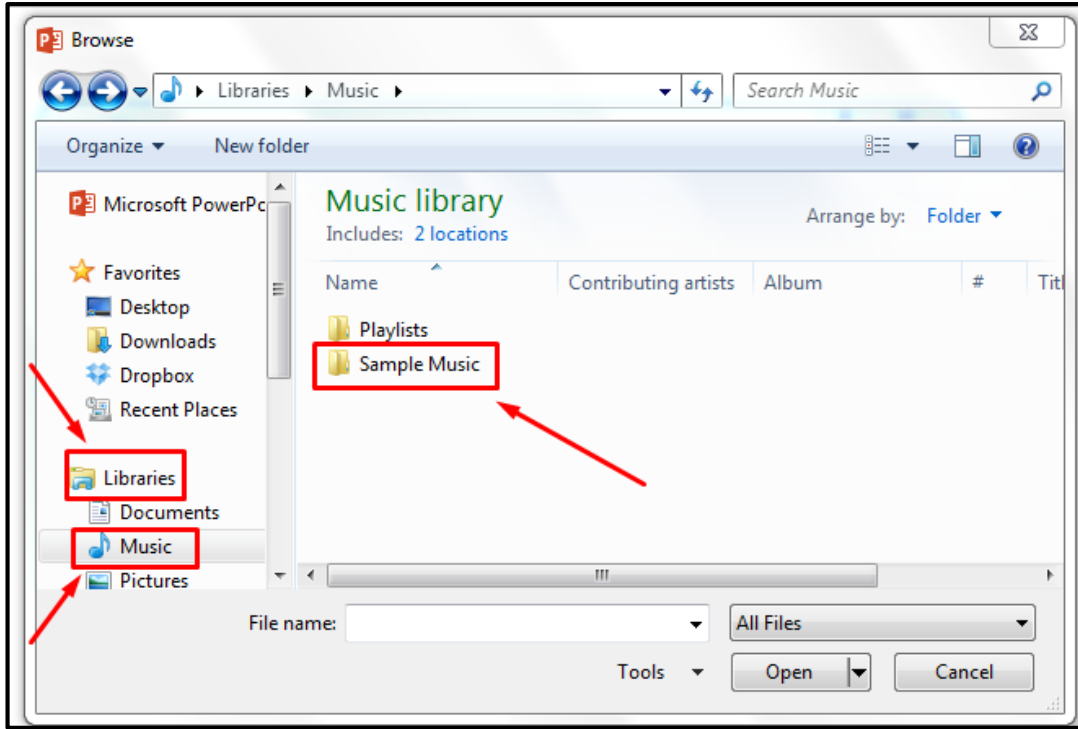 Browse
Libraries Music
Search Music
Organize New folder
Microsoft PowerPc
Favorites
Desktop
Downloads
Dropbox
Recent Places
Libraries
Documents
Music
Pictures
Music library
Includes: 2 locations
Arrange by: Folder
Name Contributing artists Album # Titl
Playlists
Sample Music
File name: All Files
Tools Open Cancel